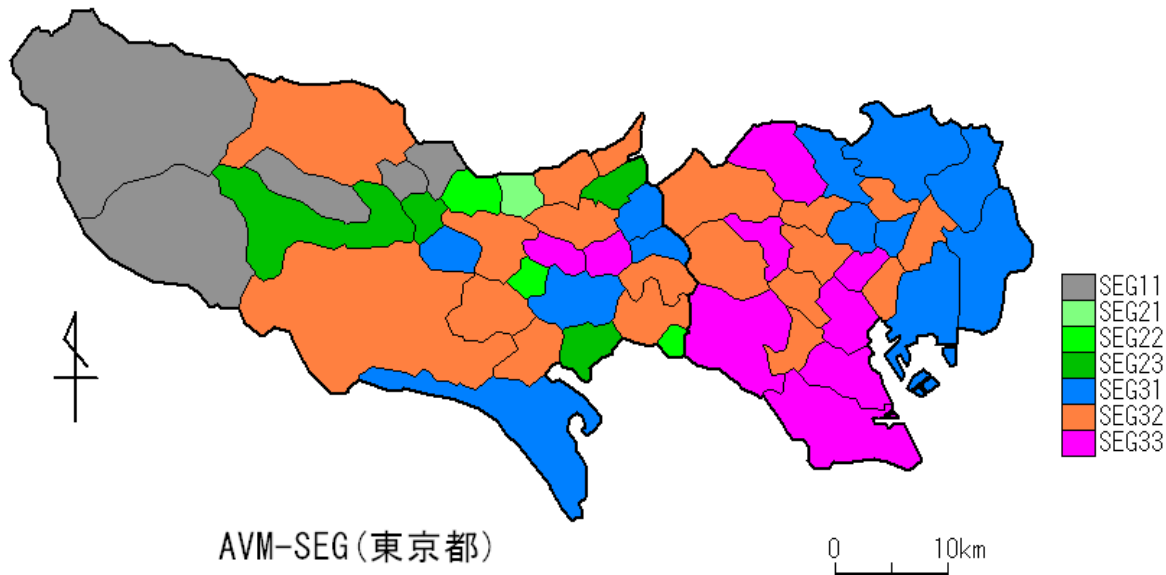 SEG11
SEG21
SEG22
SEG23
SEG31
SEG32
SEG33
AVM-SEG(東京都)
0 10km